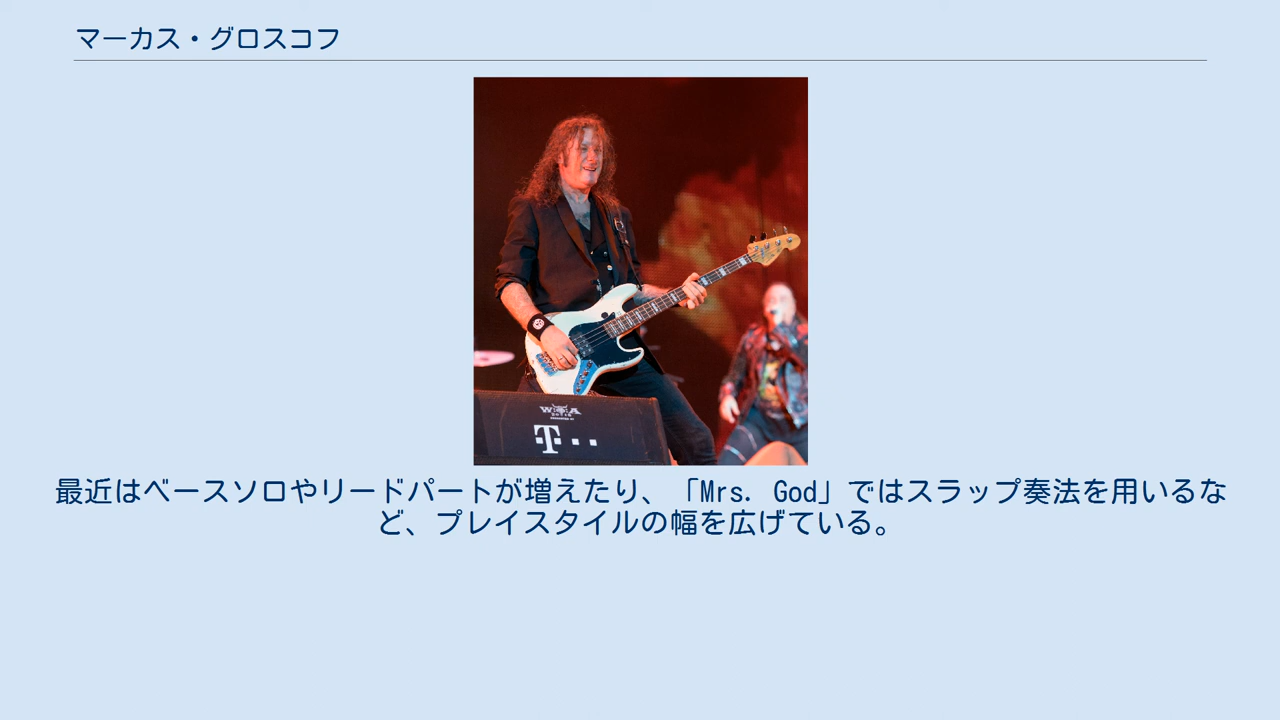 マーカス・グロスコフ
W:O:A
T··
最近はベースソロやリードパートが増えたり、「Mrs. God」ではスラップ奏法を用いるな
ど、プレイスタイルの幅を広げている。